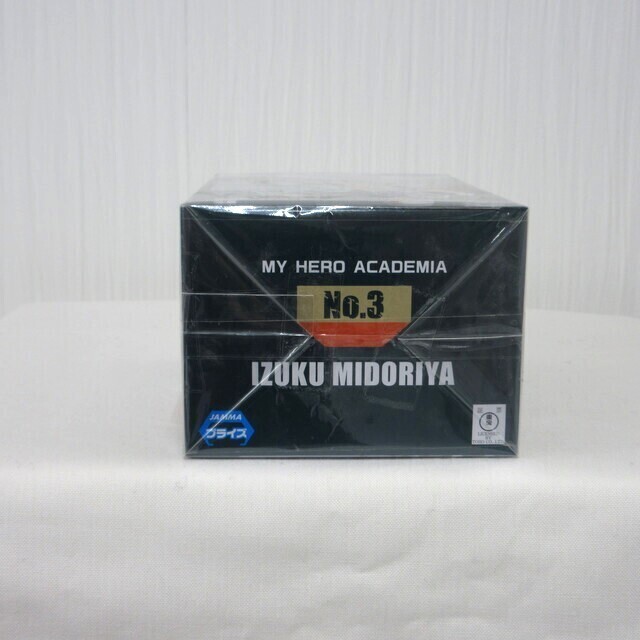 MY HERO ACADEMIA
No.3
IZUKU MIDORIYA
JAMMA
プライズ